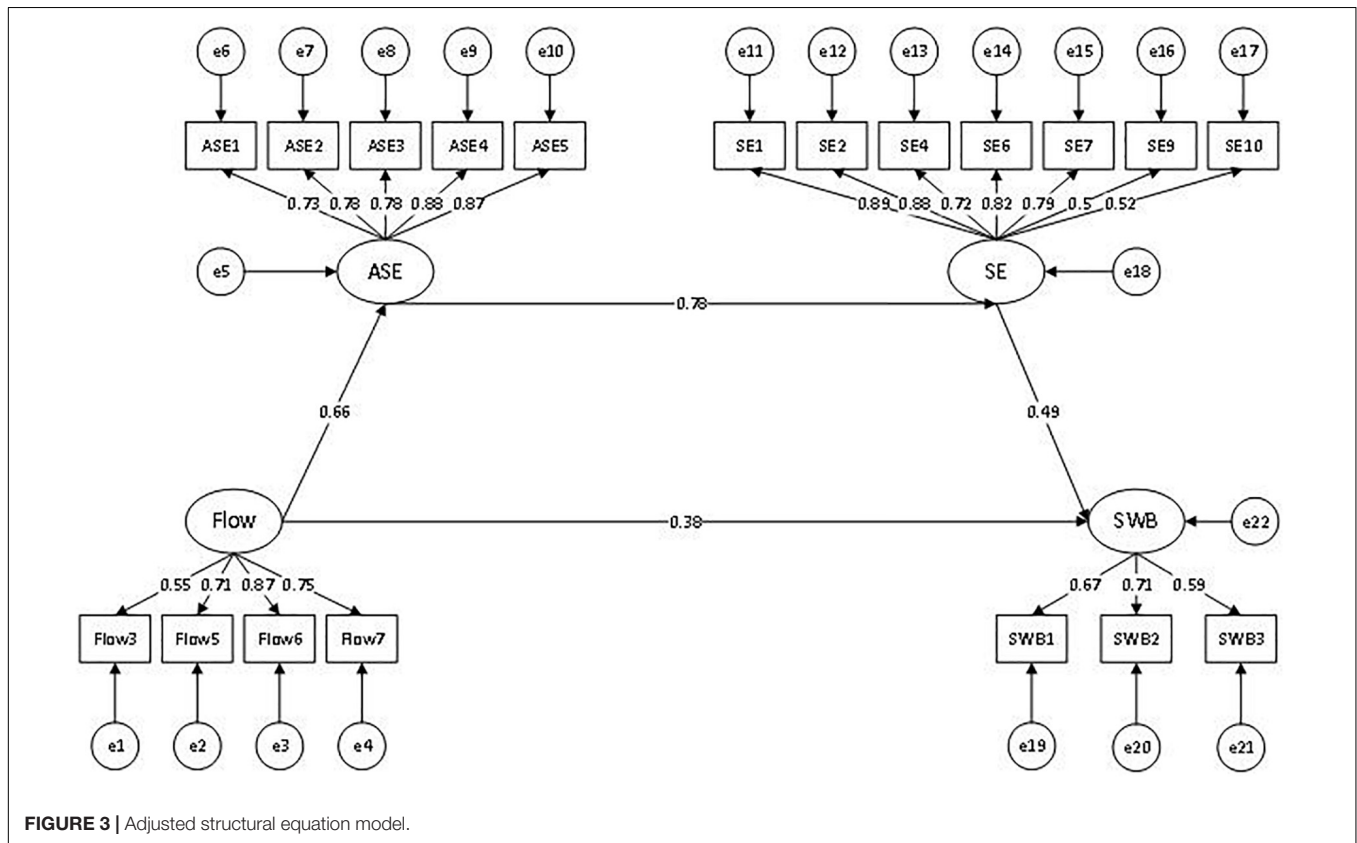 e6 e7 e8 e9 e10 e11 e12 e13 e14 e15 e16 e17
ASE1 ASE2 ASE3 ASE4 ASE5 SE1 SE2 SE4 SE6 SE7 SE9 SE10
0.73 0.78 0.78 0.88 0.87 0.89 0.88 0.72 0.82 0.79 0.5 0.52
e5 ASE SE e18
0.78
0.66 0.49
Flow 0.38 SWB e22
0.55 0.71 0.87 0.75 0.67 0.71 0.59
Flow3 Flow5 Flow6 Flow7 SWB1 SWB2 SWB3
e1 e2 e3 e4 e19 e20 e21
FIGURE 3 | Adjusted structural equation model.